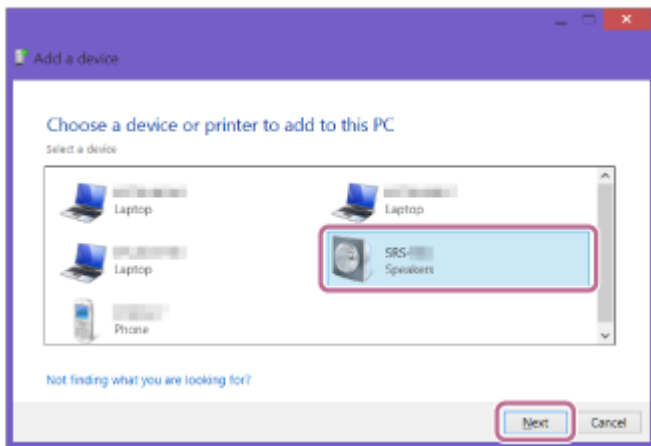 Add a device
Choose a device or printer to add to this PC
Select a device
Laptop
Laptop
Laptop
SRS-
Speakers
Phone
Not finding what you are looking for?
Next
Cancel